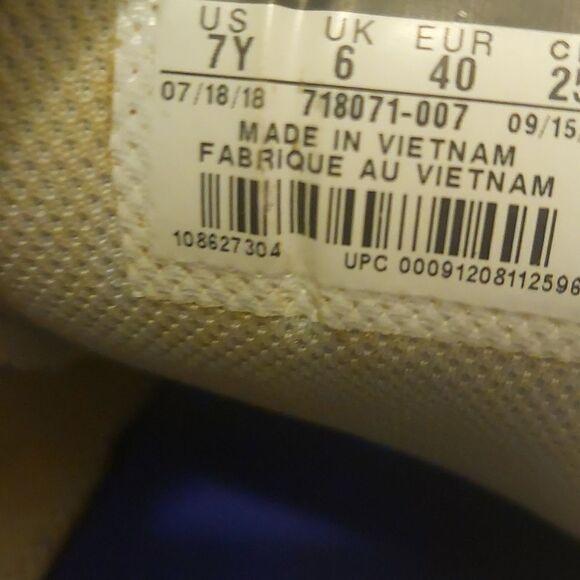 US UK EUR
7Y 6 40
07/18/18 718071-007 09/15/
MADE IN VIETNAM
FABRIQUE AU VIETNAM
108627304 UPC 00091208112596